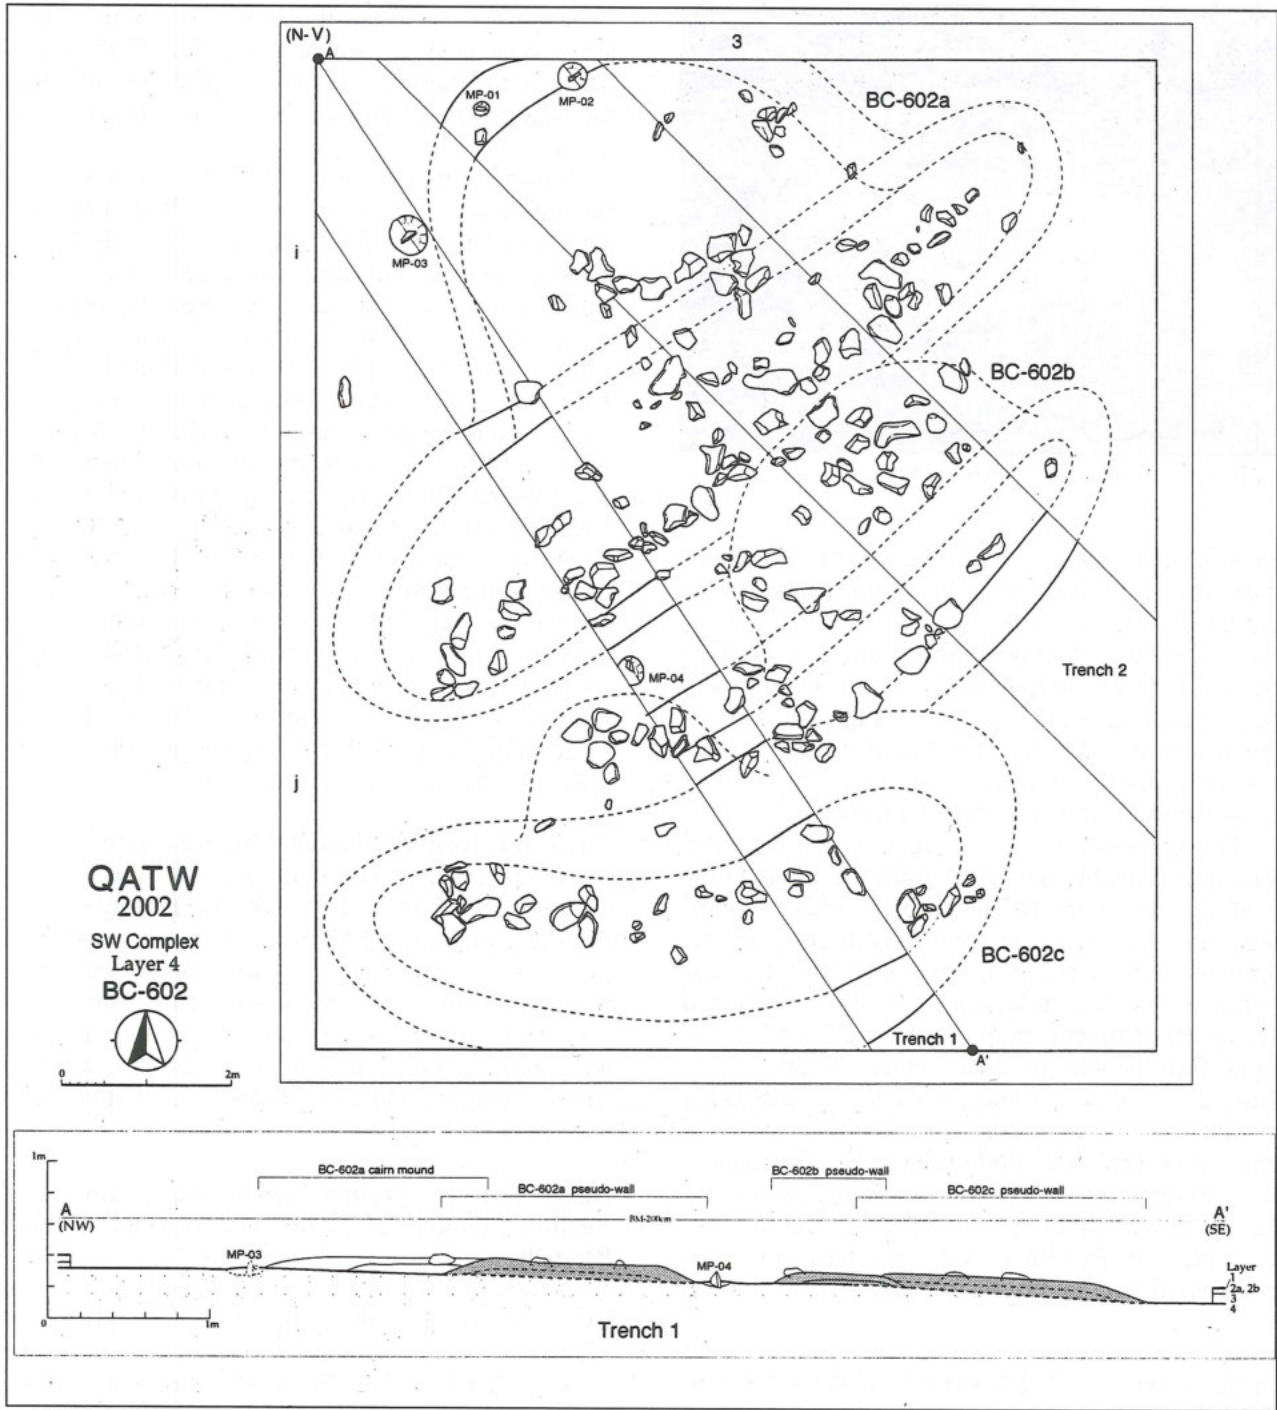 (N-V)
A
3
MP-01
MP-02
BC-602a
MP-03
i
BC-602b
Trench 2
MP-04
j
QATW
2002
SW Complex
Layer 4
BC-602
BC-602c
Trench 1
A'
0 2m
1m
BC-602a cairn mound
BC-602b pseudo-wall
BC-602a pseudo-wall
BC-602c pseudo-wall
A
(NW)
BM-200cm
A'
(SE)
MP-03
MP-04
Layer
1
2a, 2b
3
4
0
1m
Trench 1